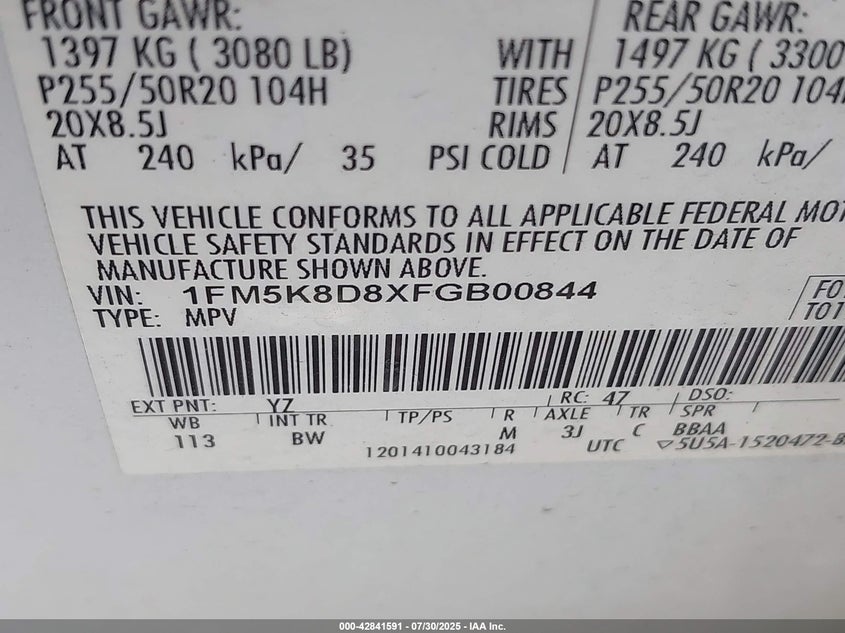 FRONT GAWR: REAR GAWR:
1397 KG ( 3080 LB) WITH 1497 KG ( 3300
P255/50R20 104H TIRES P255/50R20 104
20X8.5J RIMS 20X8.5J
AT 240 kPa/ 35 PSI COLD AT 240 kPa/
THIS VEHICLE CONFORMS TO ALL APPLICABLE FEDERAL MOT
VEHICLE SAFETY STANDARDS IN EFFECT ON THE DATE OF
MANUFACTURE SHOWN ABOVE.
VIN: 1FM5K8D8XFGB00844
TYPE: MPV
EXT PNT: YZ RC: 47 DSO:
WB INT TR TP/PS R AXLE TR SPR
113 BW M 3J C BBAA
1201410043184 UTC ▽5U5A-1520472-B
000-42841591 - 07/30/2025 - IAA Inc.